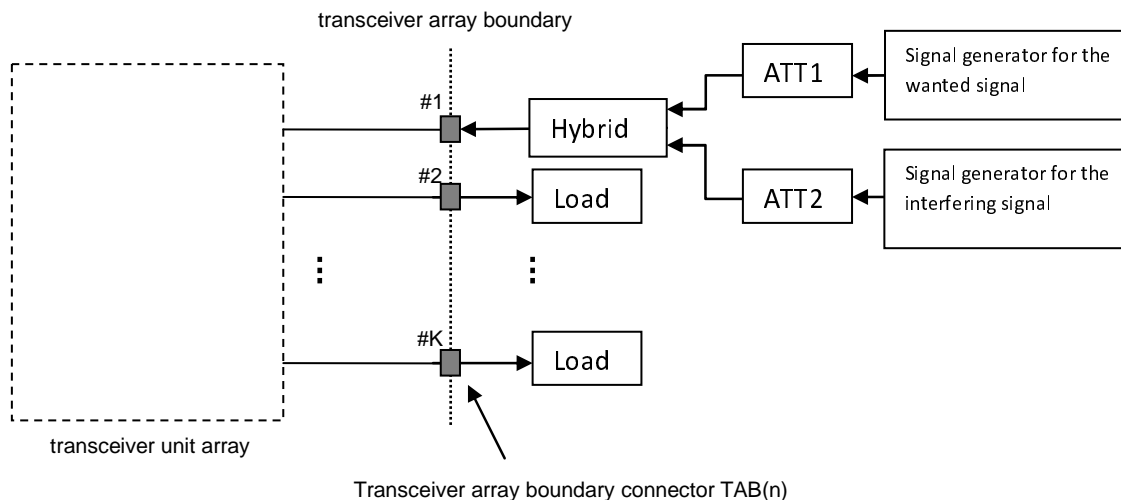 transceiver array boundary
Signal generator for the
wanted signal
ATT1
#1
Hybrid
#2
Load
ATT2
Signal generator for the
interfering signal
#K
Load
transceiver unit array
Transceiver array boundary connector TAB(n)